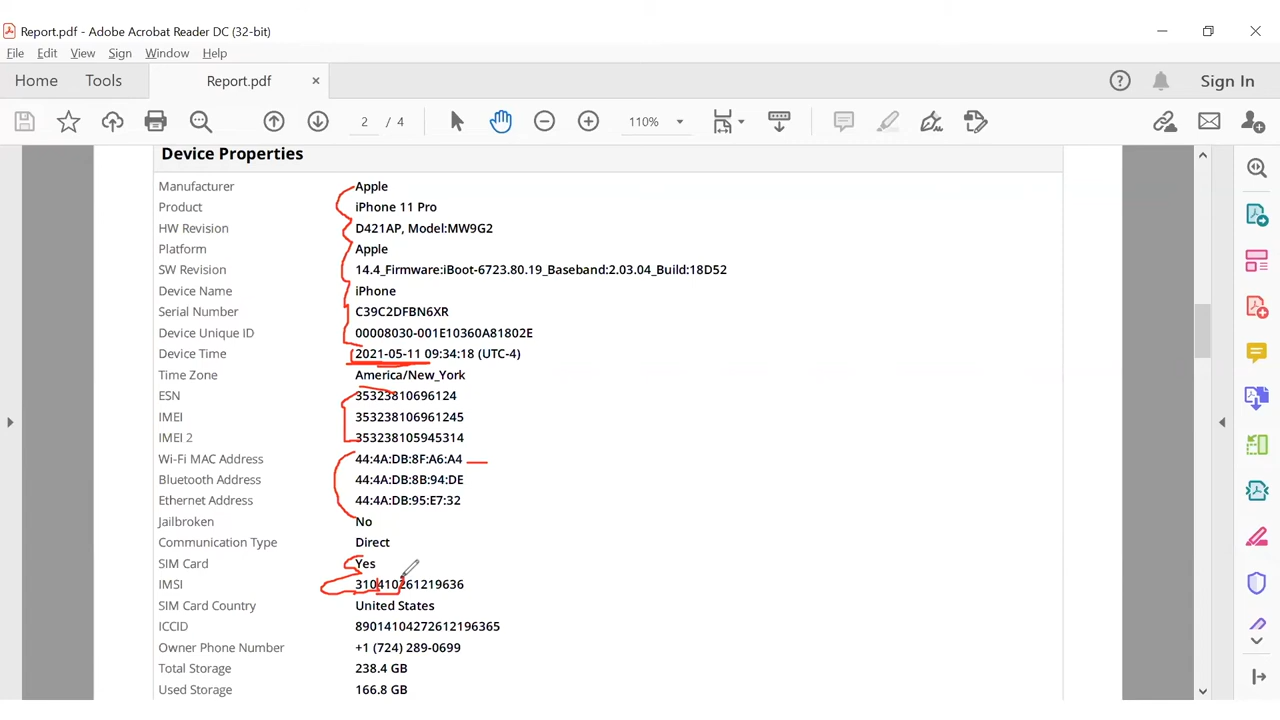 Report.pdf - Adobe Acrobat Reader DC (32-bit)
File Edit View Sign Window Help
Home Tools Report.pdf × Sign In
2 / 4 110%
Device Properties
Manufacturer Apple
Product iPhone 11 Pro
HW Revision D421AP, Model:MW9G2
Platform Apple
SW Revision 14.4_Firmware:iBoot-6723.80.19_Baseband:2.03.04_Build:18D52
Device Name iPhone
Serial Number C39C2DFBN6XR
Device Unique ID 00008030-001E10360A81802E
Device Time 2021-05-11 09:34:18 (UTC-4)
Time Zone America/New_York
ESN 35323810696124
IMEI 353238106961245
IMEI 2 353238105945314
Wi-Fi MAC Address 44:4A:DB:8F:A6:A4
Bluetooth Address 44:4A:DB:8B:94:DE
Ethernet Address 44:4A:DB:95:E7:32
Jailbroken No
Communication Type Direct
SIM Card Yes
IMSI 310410261219636
SIM Card Country United States
ICCID 89014104272612196365
Owner Phone Number +1 (724) 289-0699
Total Storage 238.4 GB
Used Storage 166.8 GB